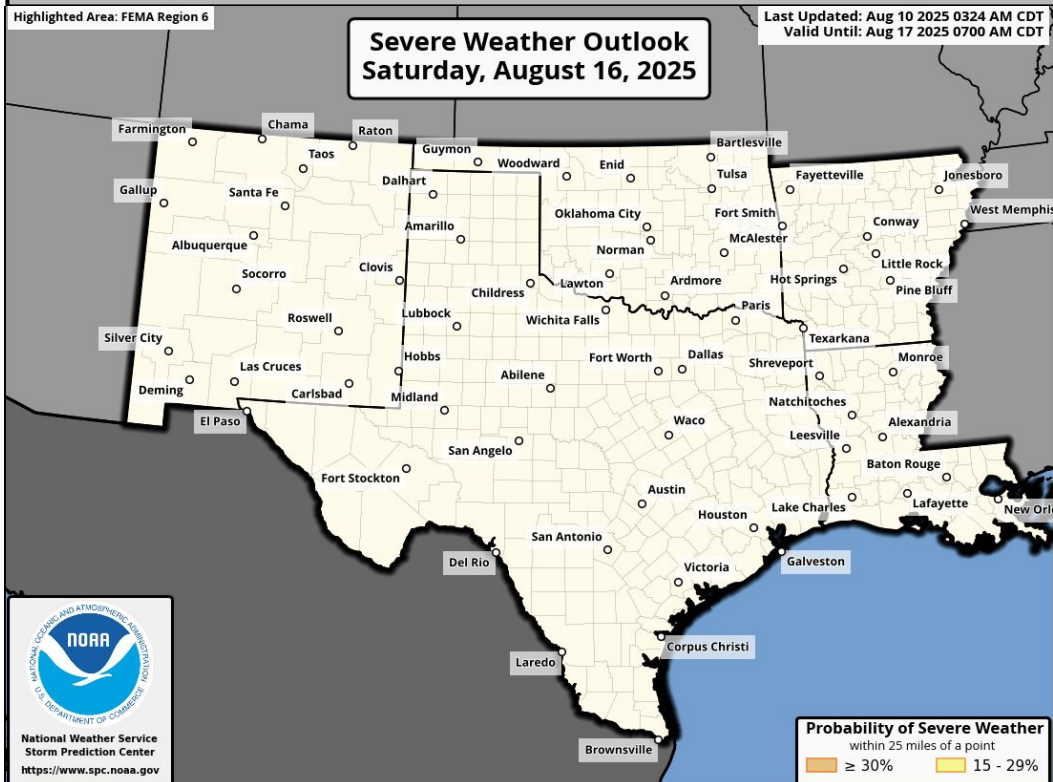 Highlighted Area: FEMA Region 6
Last Updated: Aug 10 2025 0324 AM CDT
Valid Until: Aug 17 2025 0700 AM CDT
Severe Weather Outlook
Saturday, August 16, 2025
Farmington
Chama
Raton
Taos
Guymon
Woodward
Enid
Bartlesville
Gallup
Santa Fe
Dalhart
Tulsa
Fayetteville
Jonesboro
Albuquerque
Amarillo
Oklahoma City
Fort Smith
Conway
West Memphis
Norman
McAlester
Socorro
Clovis
Childress
Lawton
Ardmore
Hot Springs
Little Rock
Pine Bluff
Roswell
Lubbock
Wichita Falls
Paris
Texarkana
Silver City
Hobbs
Fort Worth
Dallas
Shreveport
Monroe
Deming
Las Cruces
Carlsbad
Midland
Abilene
Natchitoches
El Paso
Waco
Leesville
Alexandria
San Angelo
Fort Stockton
Baton Rouge
Austin
Houston
Lake Charles
Lafayette
New Orl
San Antonio
Del Rio
Galveston
Victoria
Corpus Christi
Laredo
Brownsville
NATIONAL OCEANIC AND ATMOSPHERIC ADMINISTRATION
NOAA
U.S. DEPARTMENT OF COMMERCE
National Weather Service
Storm Prediction Center
https://www.spc.noaa.gov
Probability of Severe Weather
within 25 miles of a point
≥ 30%
15 - 29%